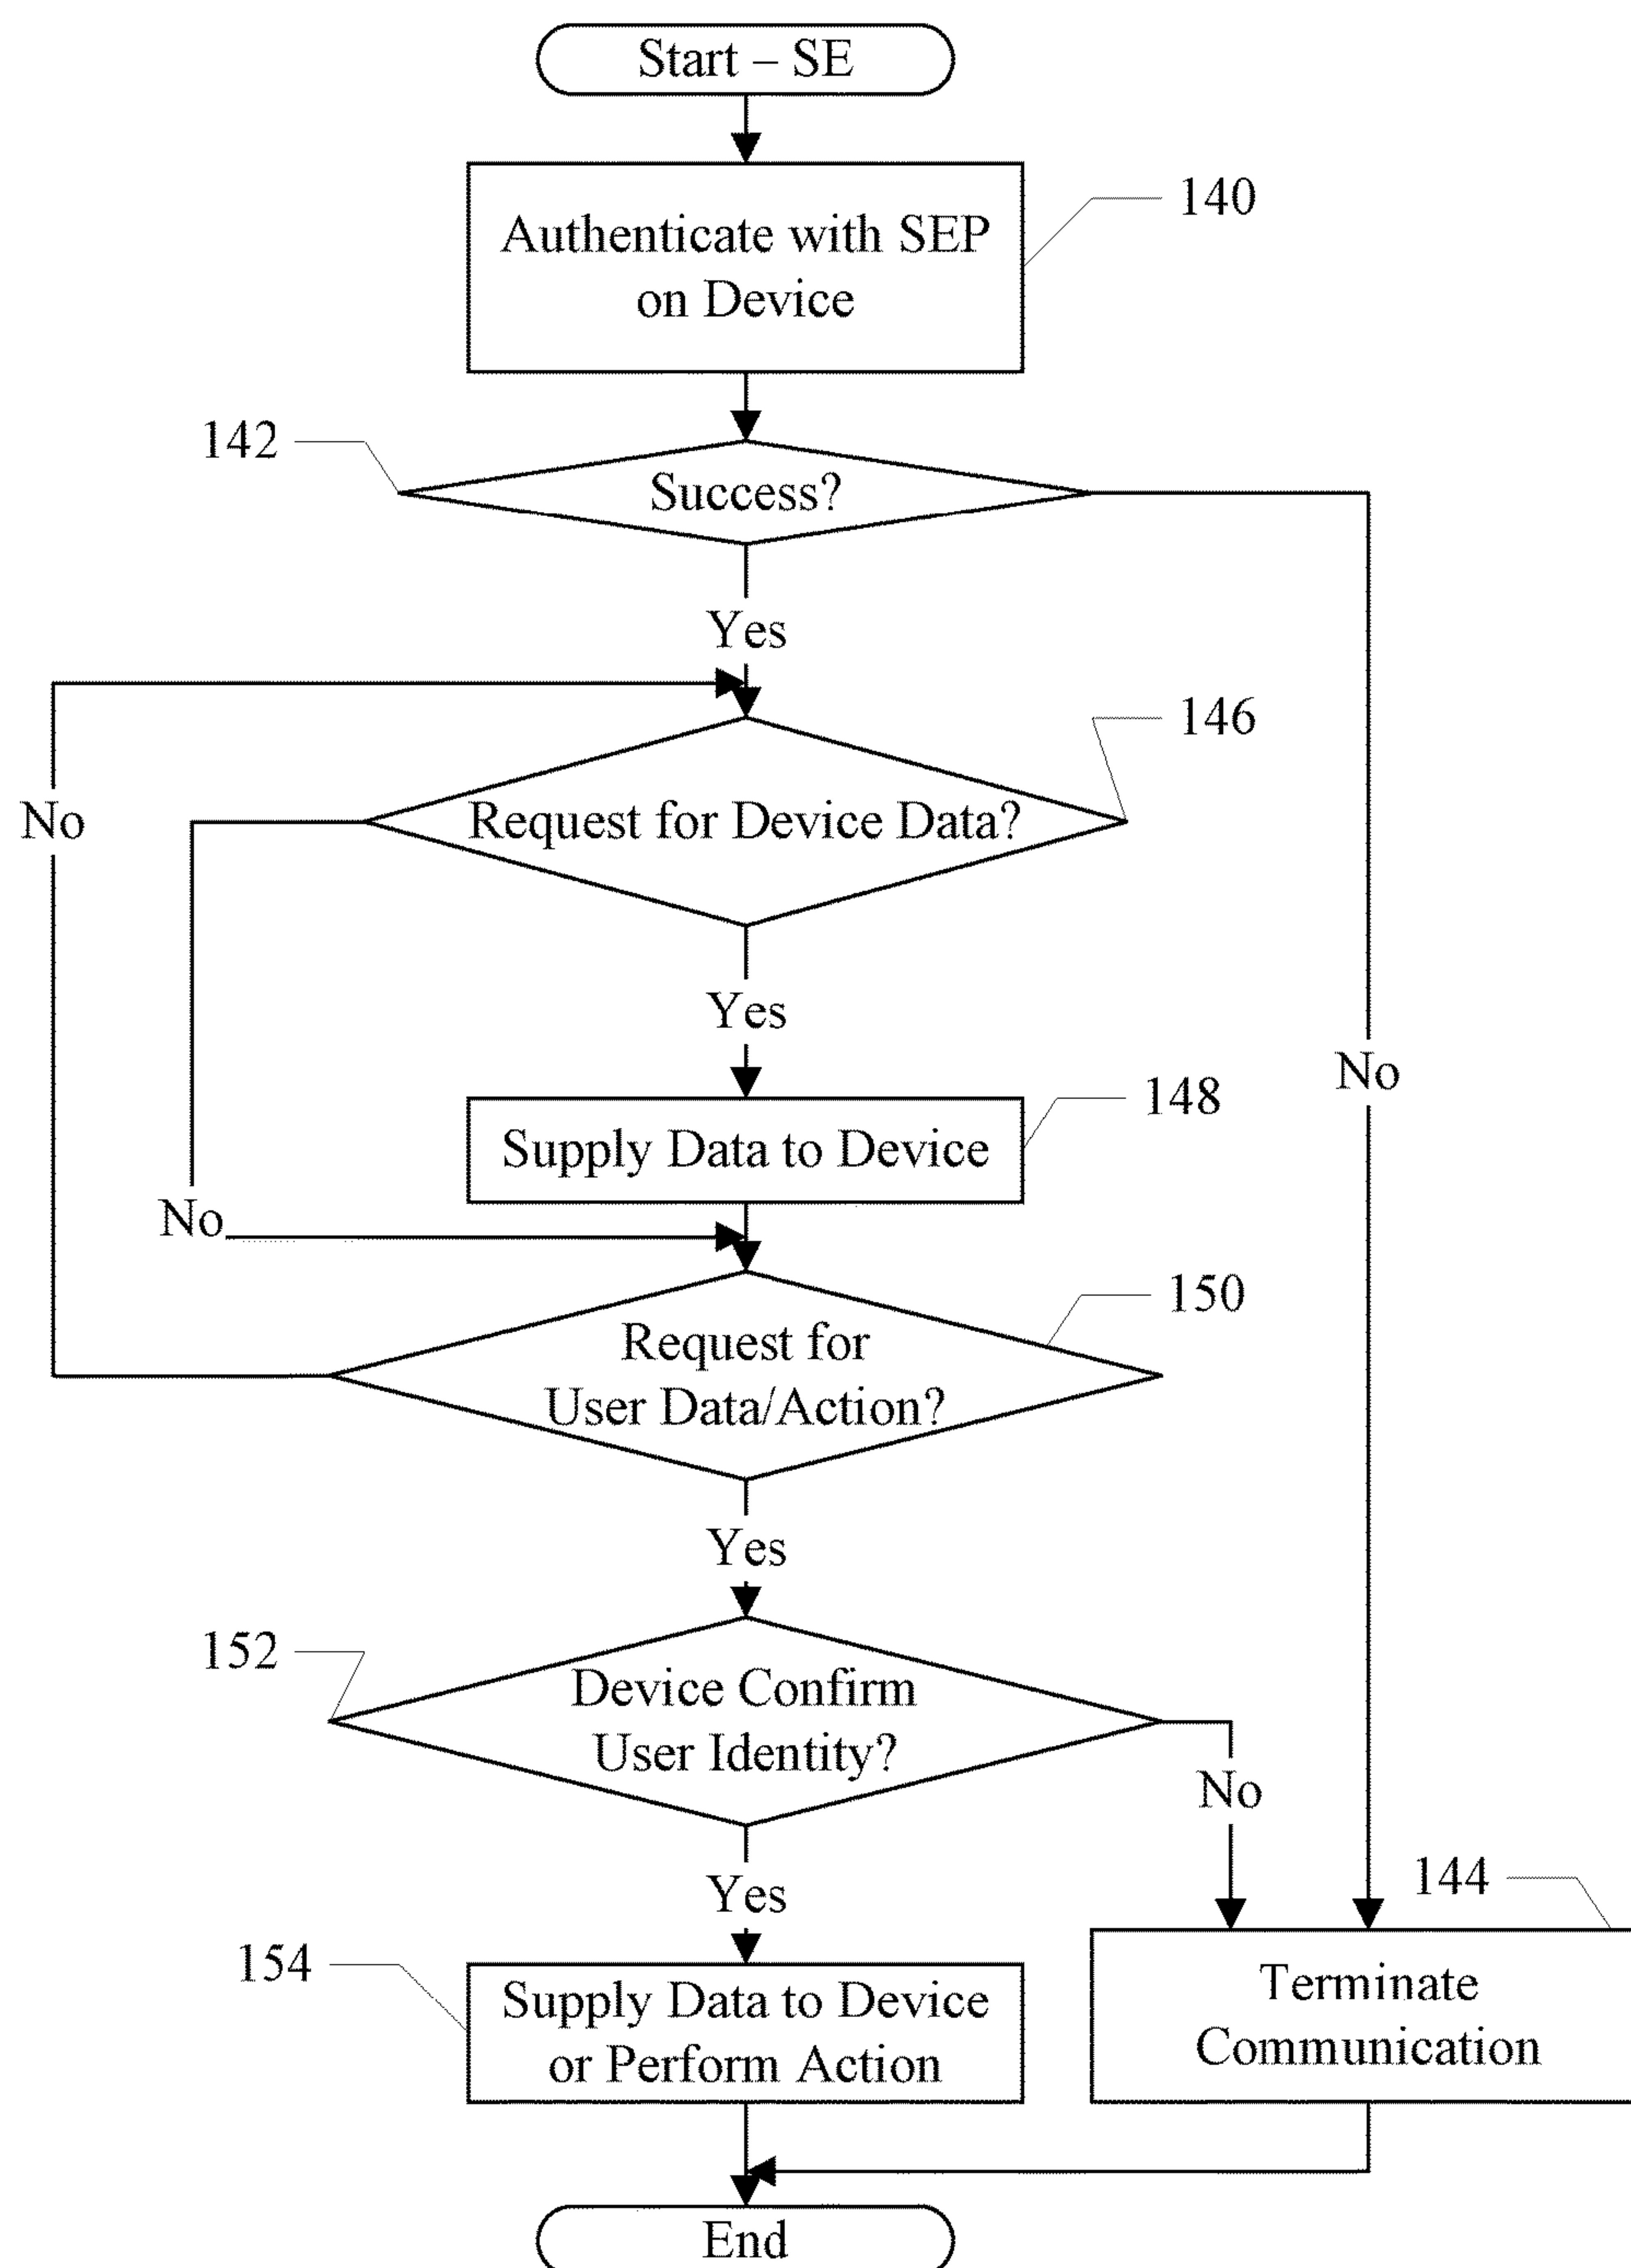 Start – SE
Authenticate with SEP
on Device
140
142
Success?
Yes
146
No
Request for Device Data?
Yes
No
148
Supply Data to Device
No
150
Request for
User Data/Action?
Yes
152
Device Confirm
User Identity?
No
Yes
144
154
Supply Data to Device
or Perform Action
Terminate
Communication
End